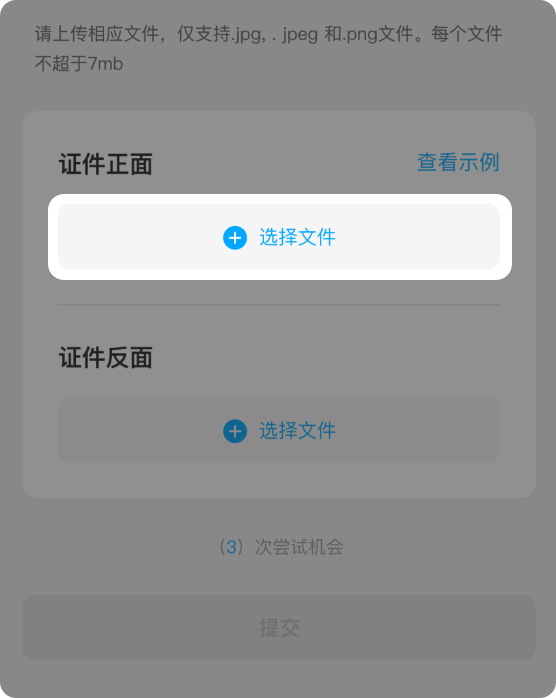 请上传相应文件，仅支持.jpg, . jpeg 和.png文件。每个文件
不超于7mb
证件正面
查看示例
选择文件
证件反面
选择文件
（3）次尝试机会
提交